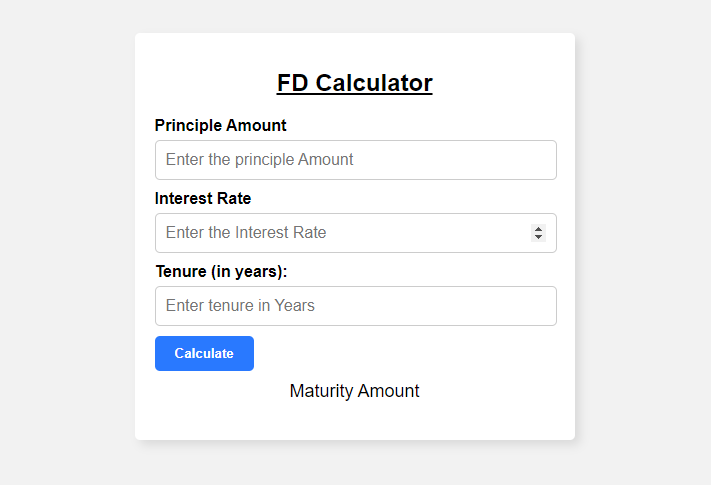 FD Calculator
Principle Amount
Enter the principle Amount
Interest Rate
Enter the Interest Rate
Tenure (in years):
Enter tenure in Years
Calculate
Maturity Amount